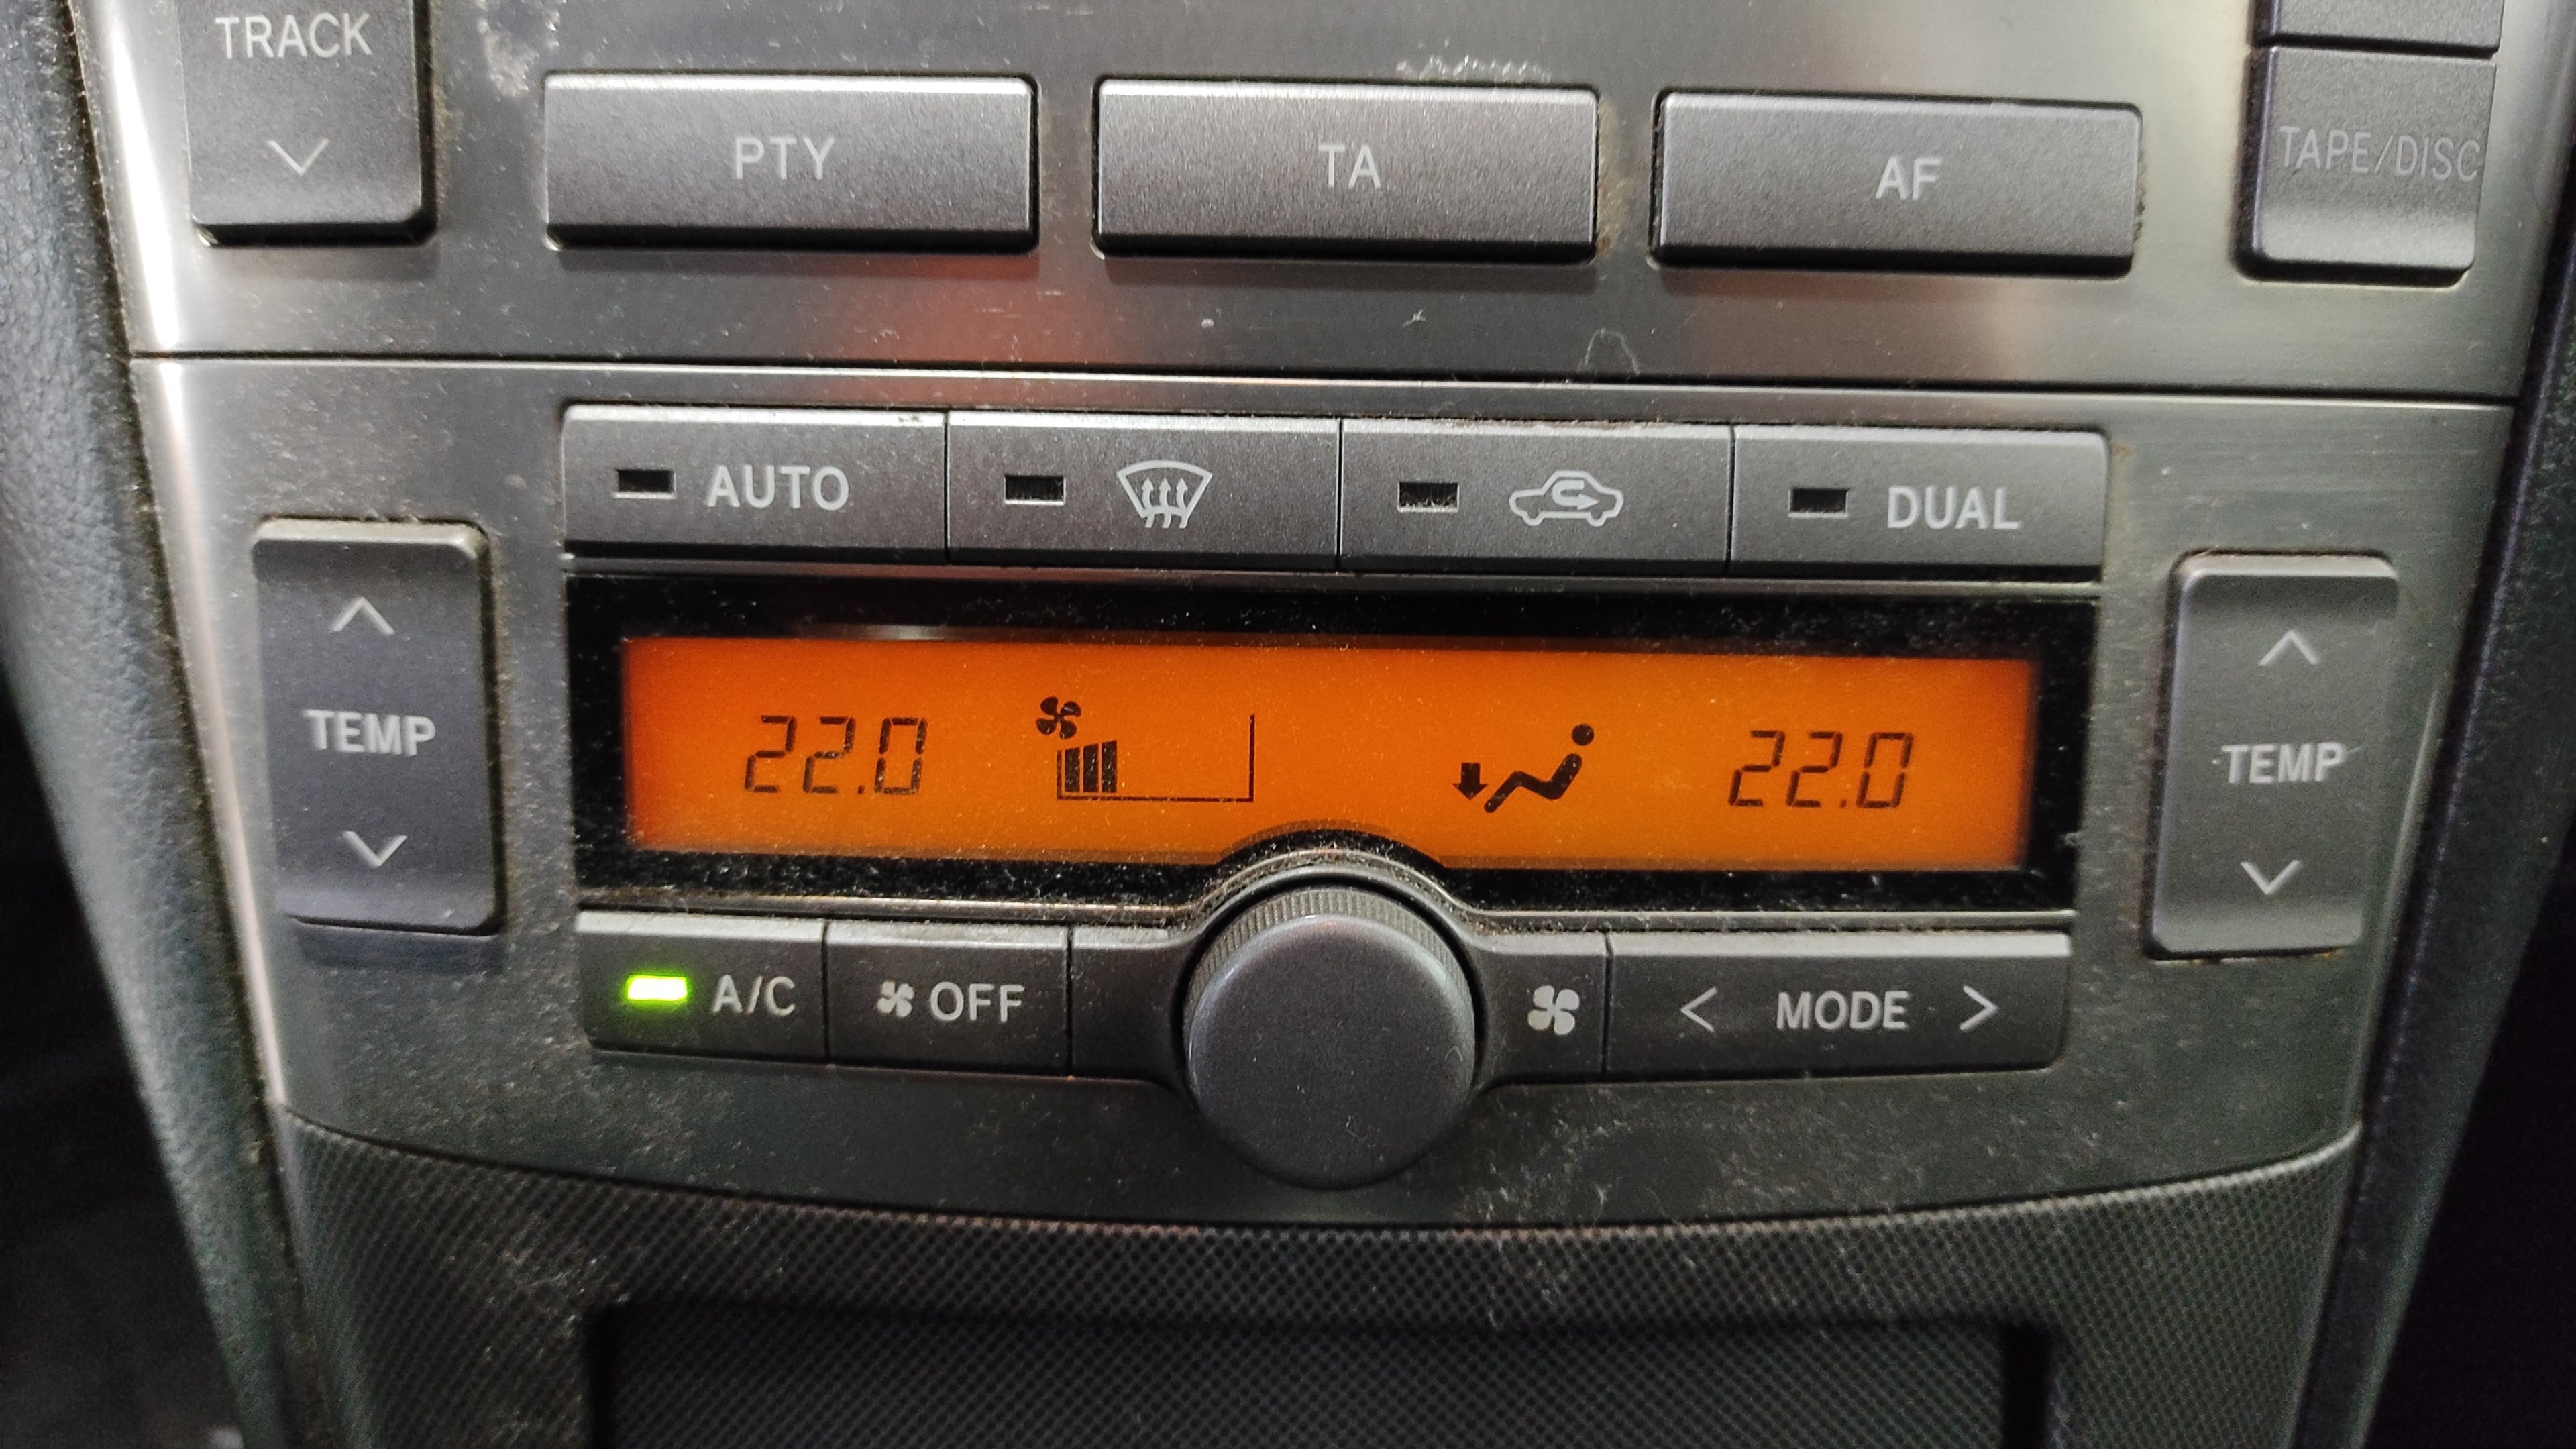 TRACK
PTY
TA
AF
TAPE/DISC
AUTO
DUAL
TEMP
22.0
22.0
TEMP
A/C
OFF
< MODE >